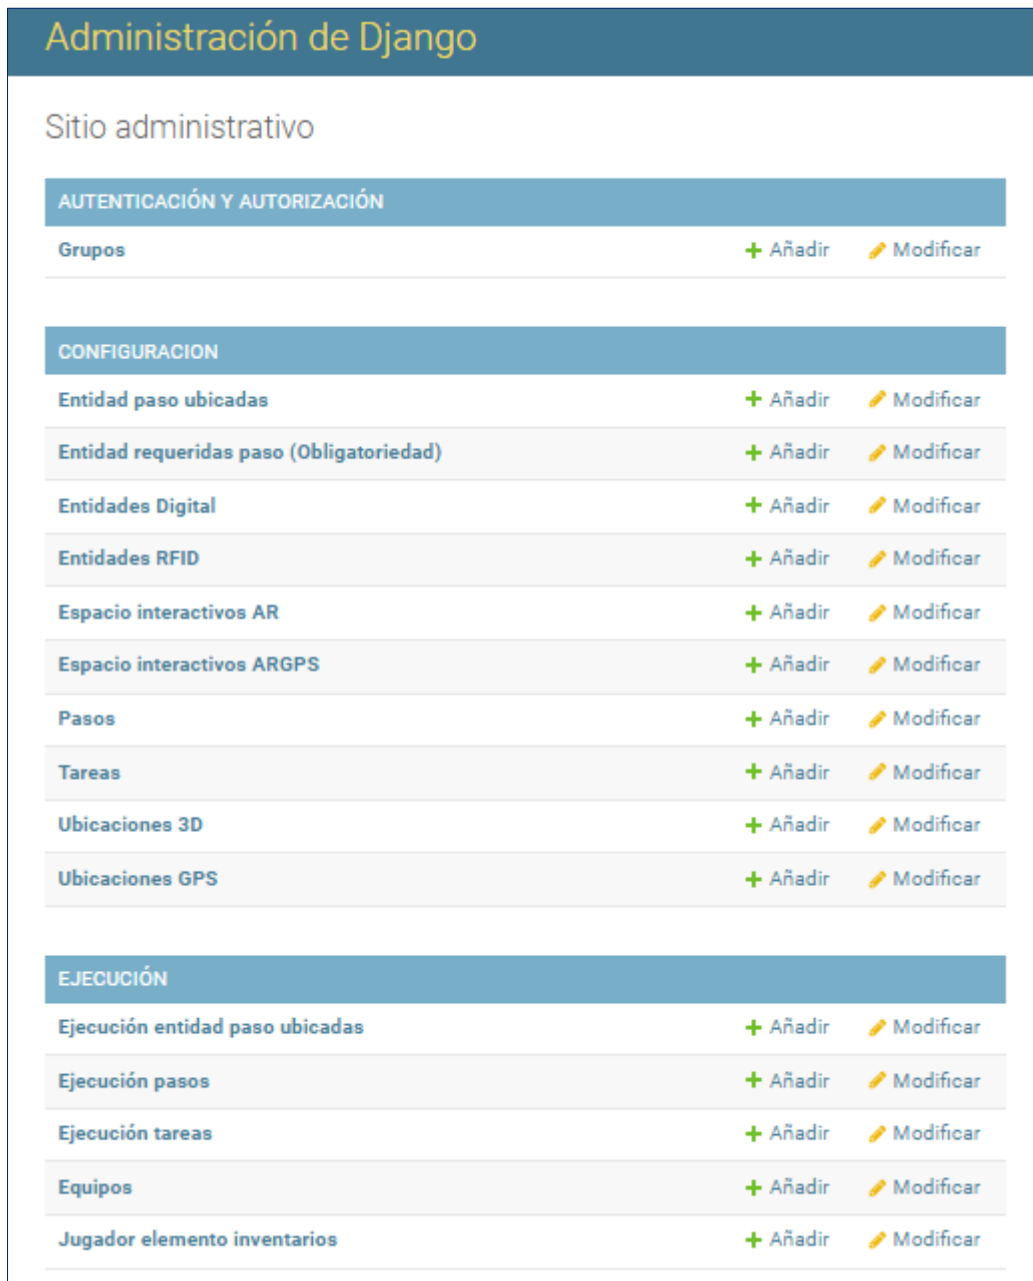 Administración de Django
Sitio administrativo
AUTENTICACIÓN Y AUTORIZACIÓN
Grupos Añadir Modificar
CONFIGURACION
Entidad paso ubicadas Añadir Modificar
Entidad requeridas paso (Obligatoriedad) Añadir Modificar
Entidades Digital Añadir Modificar
Entidades RFID Añadir Modificar
Espacio interactivos AR Añadir Modificar
Espacio interactivos ARGPS Añadir Modificar
Pasos Añadir Modificar
Tareas Añadir Modificar
Ubicaciones 3D Añadir Modificar
Ubicaciones GPS Añadir Modificar
EJECUCIÓN
Ejecución entidad paso ubicadas Añadir Modificar
Ejecución pasos Añadir Modificar
Ejecución tareas Añadir Modificar
Equipos Añadir Modificar
Jugador elemento inventarios Añadir Modificar